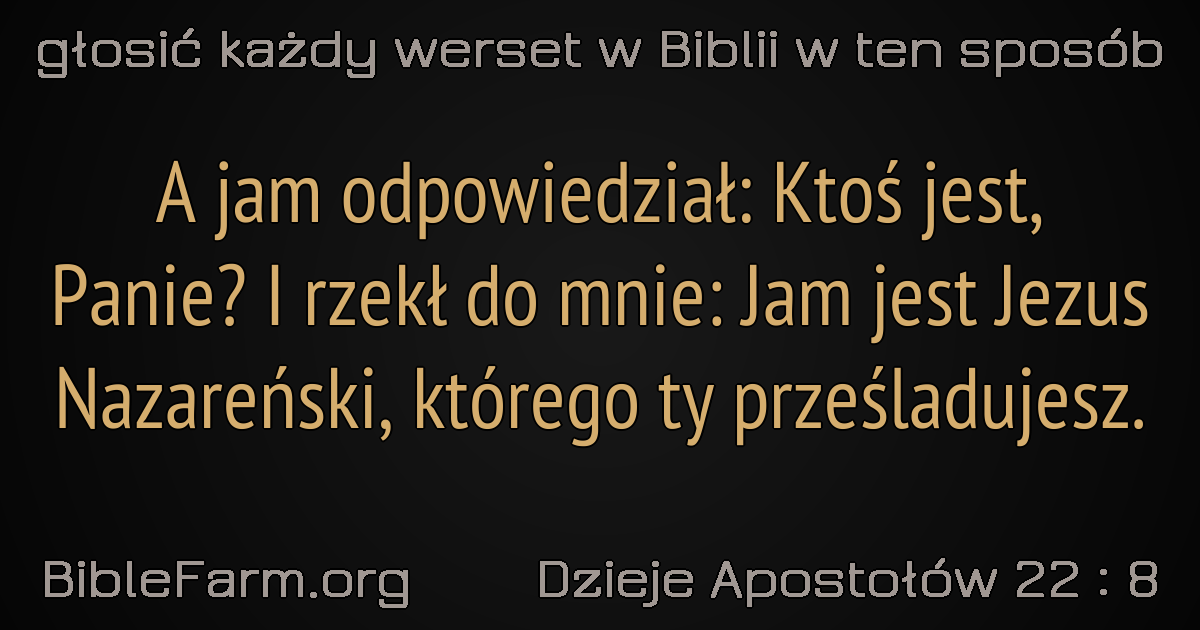 głosić każdy werset w Biblii w ten sposób
A jam odpowiedział: Ktoś jest,
Panie? I rzekł do mnie: Jam jest Jezus
Nazareński, którego ty prześladujesz.
BibleFarm.org Dzieje Apostołów 22 : 8